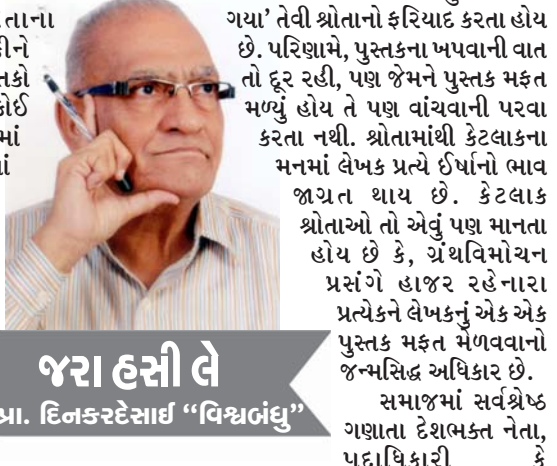 તાના
કીને
તકો
કોઈ
માં
ાં
ગયા’ તેવી શ્રોતાનો ફરિયાદ કરતા હોય
છે. પરિણામે, પુસ્તકના ખપવાની વાત
તો દૂર રહી, પણ જેમને પુસ્તક મફત
મળ્યું હોય તે પણ વાંચવાની પરવા
કરતા નથી. શ્રોતામાંથી કેટલાકના
મનમાં લેખક પ્રત્યે ઈર્ષાનો ભાવ
જાગ્રત થાય છે. કેટલાક
શ્રોતાઓ તો એવું પણ માનતા
હોય છે કે, ગ્રંથવિમોચન
પ્રસંગે હાજર રહેનારા
પ્રત્યેકને લેખકનું એક એક
પુસ્તક મફત મેળવવાનો
જન્મસિદ્ધ અધિકાર છે.
સમાજમાં સર્વશ્રેષ્ઠ
ગણાતા દેશભક્ત નેતા,
પદાધિકારી કે
જરા હસી લે
પ્રા. દિનકરદેસાઈ “વિશ્વબંધુ”